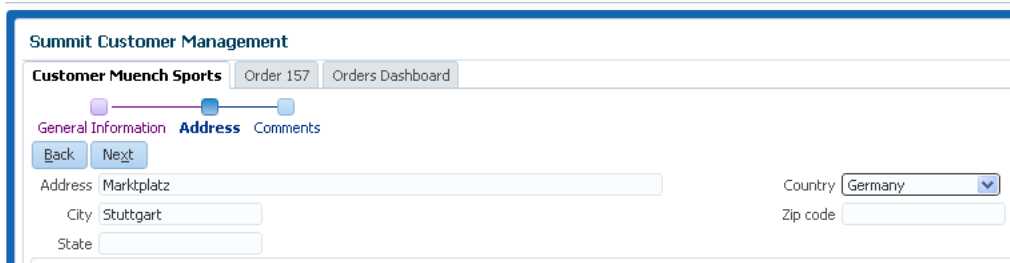 Summit Customer Management
Customer Muench Sports Order 157 Orders Dashboard
General Information Address Comments
Back Next
Address Marktplatz Country Germany
City Stuttgart Zip code
State